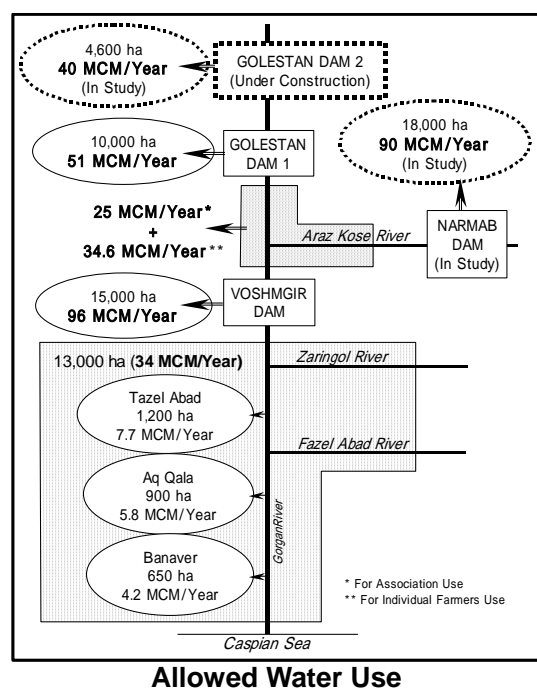 4,600 ha
40 MCM/Year
(In Study)
GOLESTAN DAM 2
(Under Construction)
10,000 ha
51 MCM/Year
GOLESTAN
DAM 1
18,000 ha
90 MCM/Year
(In Study)
25 MCM/Year*
+
34.6 MCM/Year**
Araz Kose River
NARMAB
DAM
(In Study)
15,000 ha
96 MCM/Year
VOSHMGIR
DAM
13,000 ha (34 MCM/Year)
Zaringol River
Tazel Abad
1,200 ha
7.7 MCM/Year
Fazel Abad River
Aq Qala
900 ha
5.8 MCM/Year
GorganRiver
Banaver
650 ha
4.2 MCM/Year
* For Association Use
** For Individual Farmers Use
Caspian Sea
Allowed Water Use